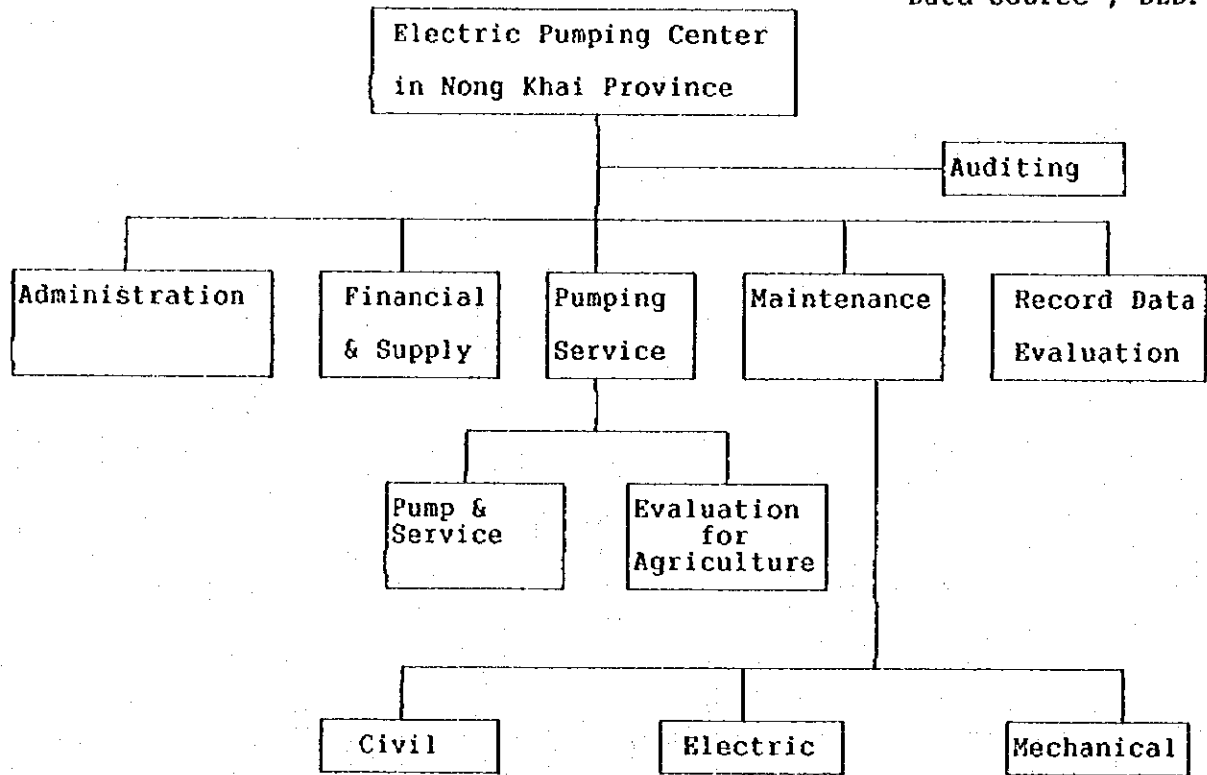 Electric Pumping Center
in Nong Khai Province
Auditing
Administration
Financial
& Supply
Pumping
Service
Maintenance
Record Data
Evaluation
Pump &
Service
Evaluation
for
Agriculture
Civil
Electric
Mechanical